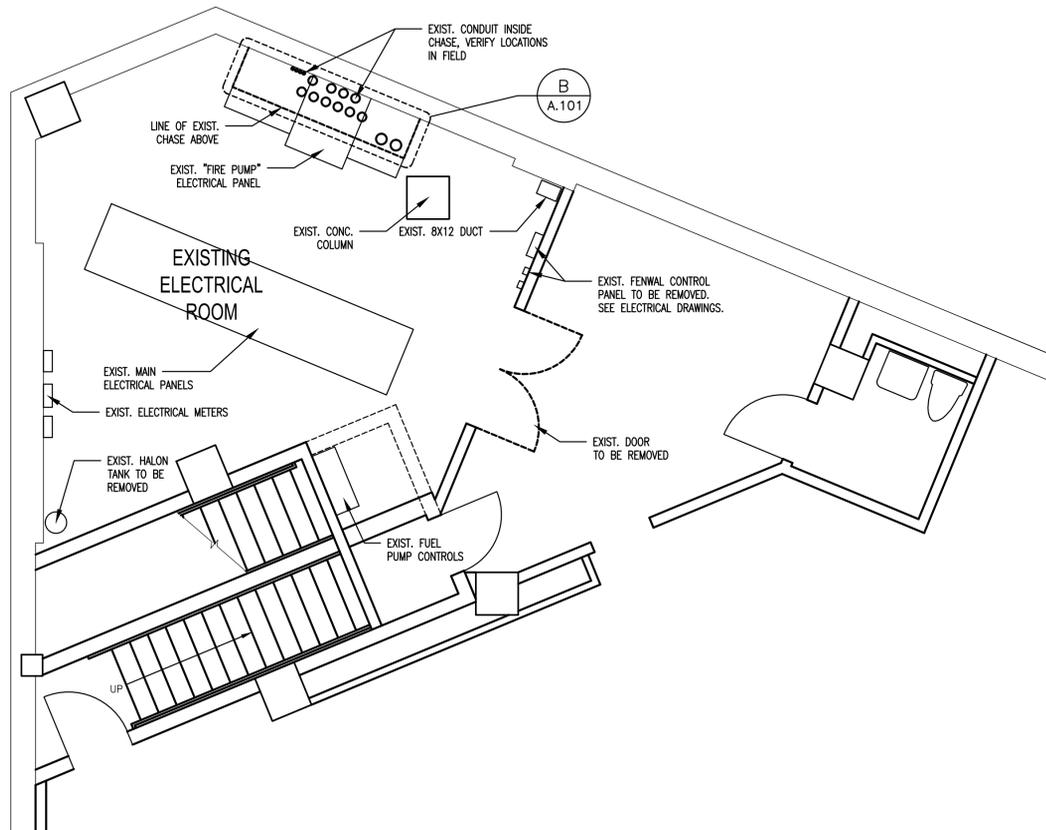 EXIST. CONDUIT INSIDE
CHASE, VERIFY LOCATIONS
IN FIELD
B
A.101
LINE OF EXIST.
CHASE ABOVE
EXIST. "FIRE PUMP"
ELECTRICAL PANEL
EXIST. CONC.
COLUMN
EXIST. 8X12 DUCT
EXISTING
ELECTRICAL
ROOM
EXIST. FENWAL CONTROL
PANEL TO BE REMOVED.
SEE ELECTRICAL DRAWINGS.
EXIST. MAIN
ELECTRICAL PANELS
EXIST. ELECTRICAL METERS
EXIST. DOOR
TO BE REMOVED
EXIST. HALON
TANK TO BE
REMOVED
EXIST. FUEL
PUMP CONTROLS
UP